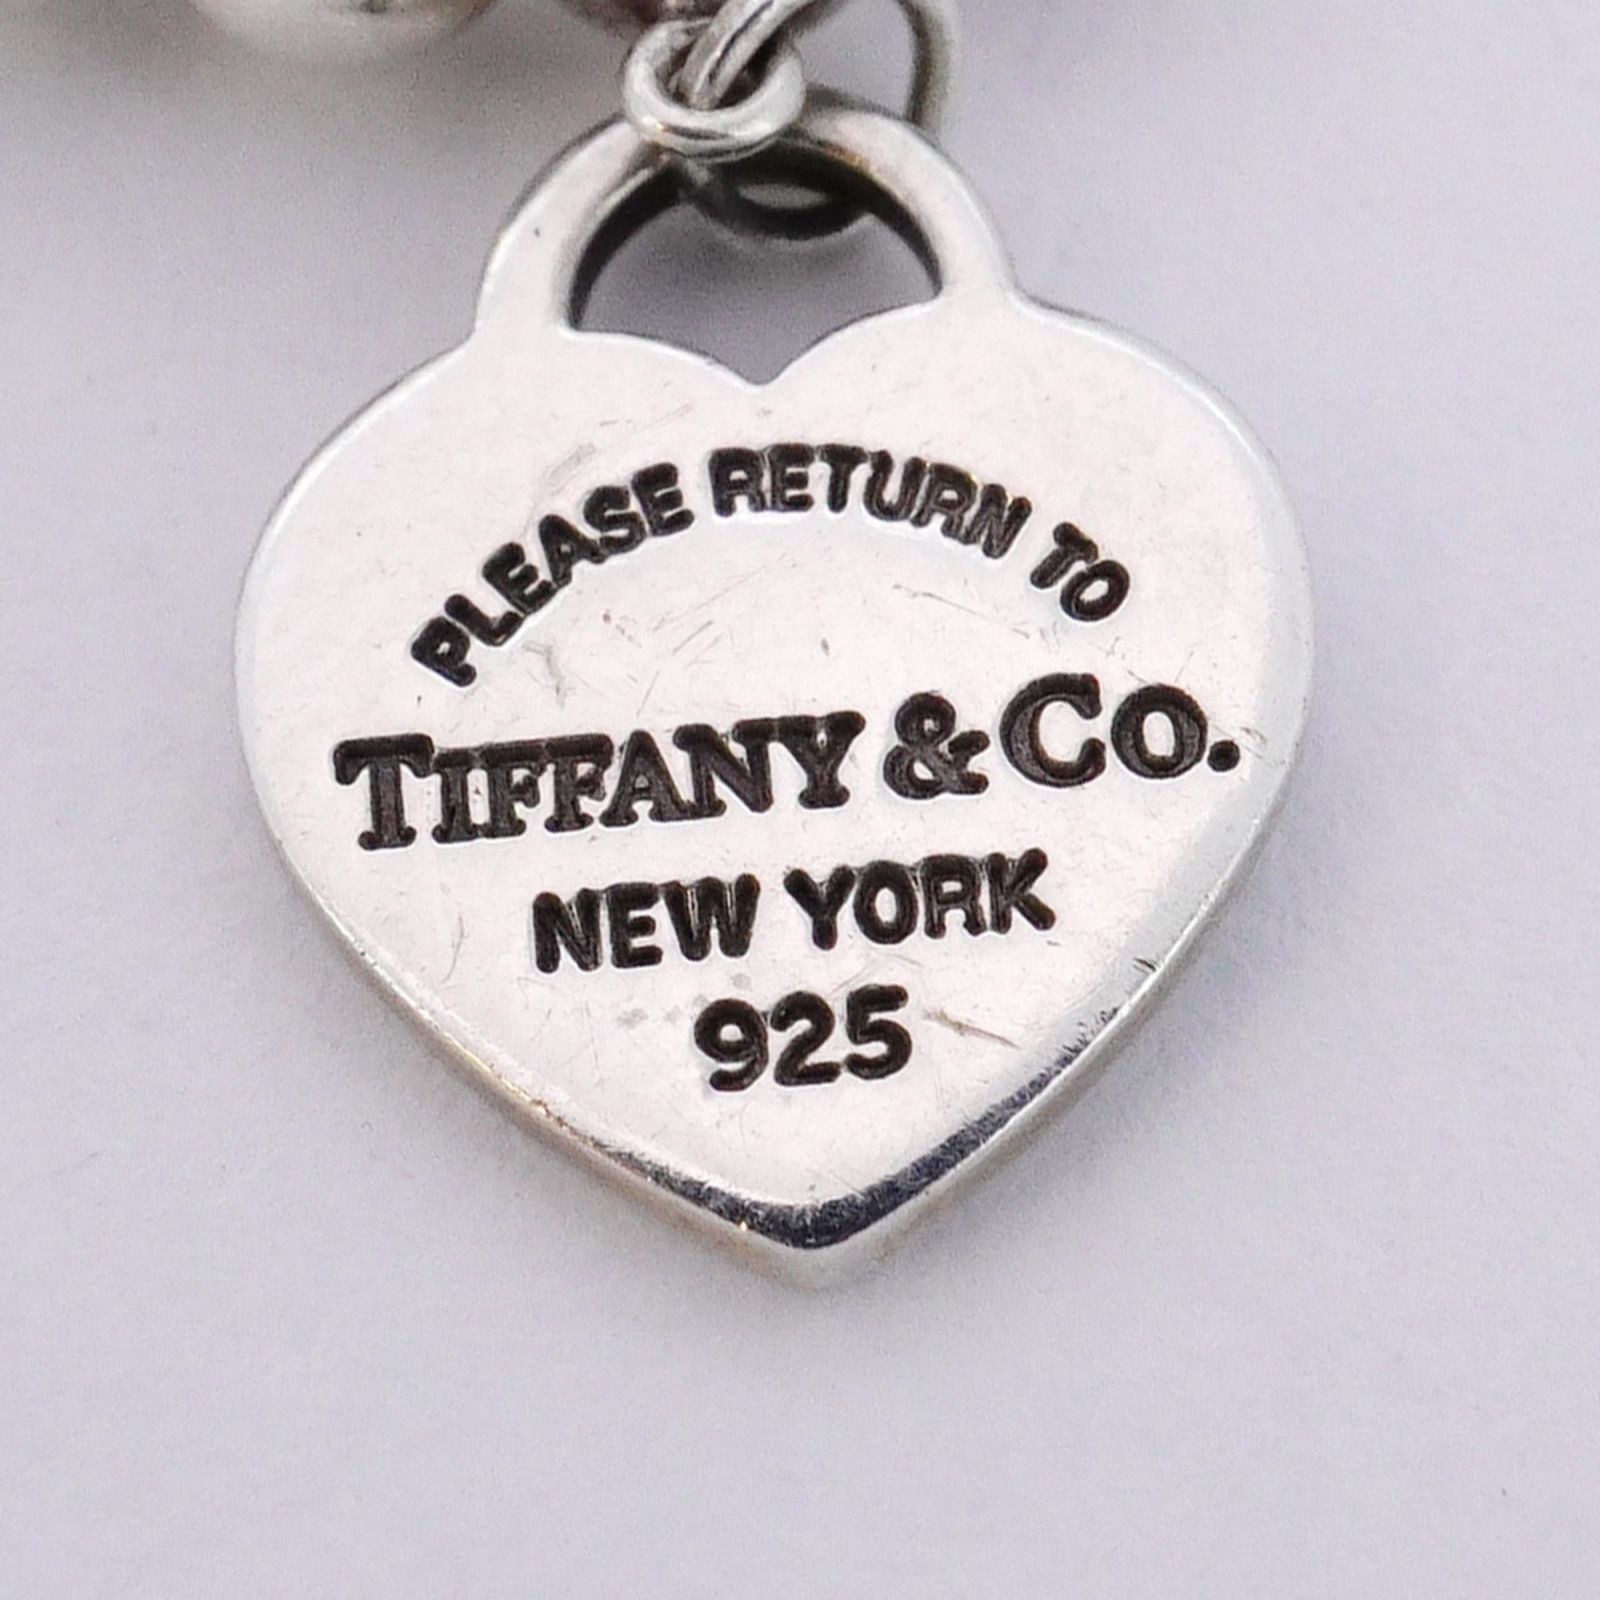 PLEASE RETURN TO
TIFFANY & CO.
NEW YORK
925